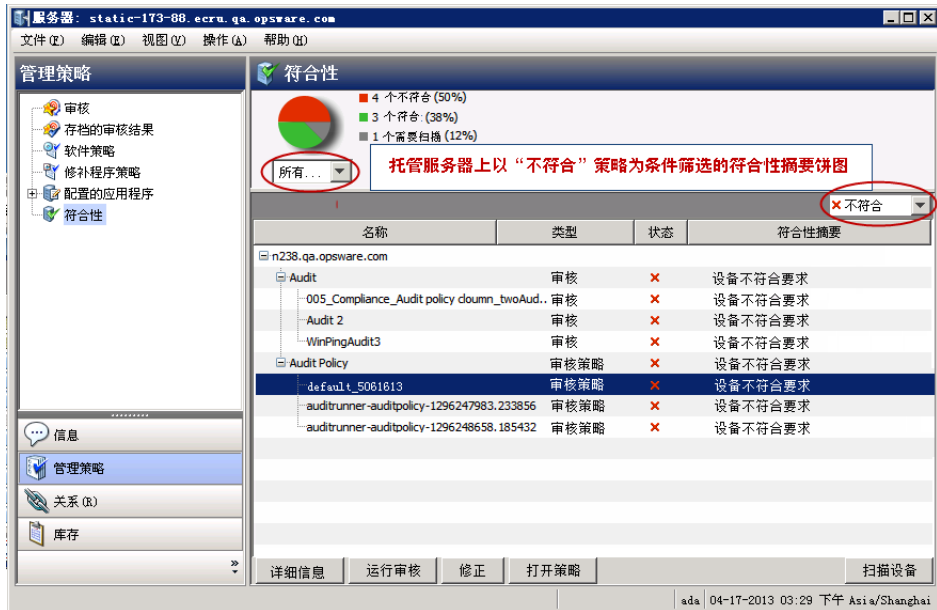 服务器: static-173-88.ecru.qa.opsware.com
文件(F) 编辑(E) 视图(V) 操作(A) 帮助(H)
管理策略
审核
存档的审核结果
软件策略
修补程序策略
配置的应用程序
符合性
信息
管理策略
关系(R)
库存
符合性
4 个不符合(50%)
3 个符合:(38%)
1 个需要扫描(12%)
所有...
托管服务器上以“不符合”策略为条件筛选的符合性摘要饼图
不符合
名称 类型 状态 符合性摘要
n238.qa.opsware.com
Audit 审核 设备不符合要求
005_Compliance_Audit policy cloumn_twoAud.. 审核 设备不符合要求
Audit 2 审核 设备不符合要求
WinPingAudit3 审核 设备不符合要求
Audit Policy 审核策略 设备不符合要求
default_5061613 审核策略 设备不符合要求
auditrunner-auditpolicy-1296247983.233856 审核策略 设备不符合要求
auditrunner-auditpolicy-1296248658.185432 审核策略 设备不符合要求
详细信息 运行审核 修正 打开策略 扫描设备
ada 04-17-2013 03:29 下午 Asia/Shanghai